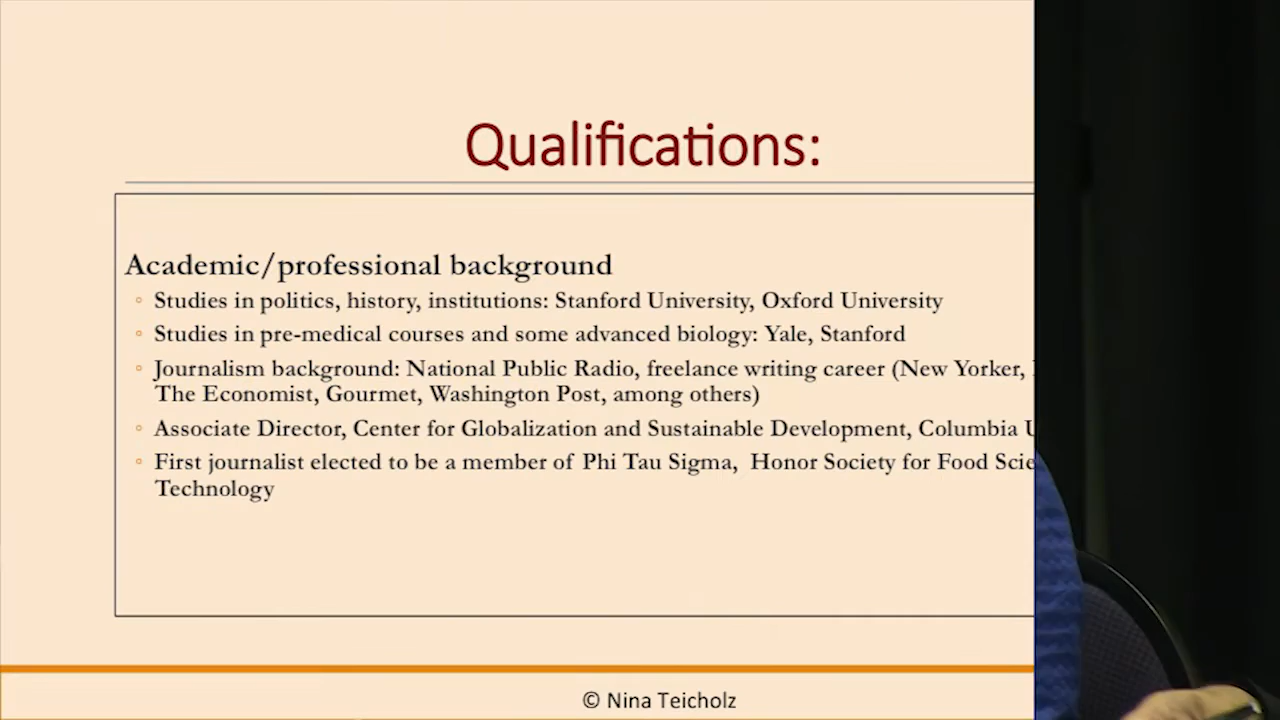 Qualifications:
Academic/professional background
Studies in politics, history, institutions: Stanford University, Oxford University
Studies in pre-medical courses and some advanced biology: Yale, Stanford
Journalism background: National Public Radio, freelance writing career (New Yorker,
The Economist, Gourmet, Washington Post, among others)
Associate Director, Center for Globalization and Sustainable Development, Columbia
First journalist elected to be a member of Phi Tau Sigma, Honor Society for Food
Technology
© Nina Teicholz